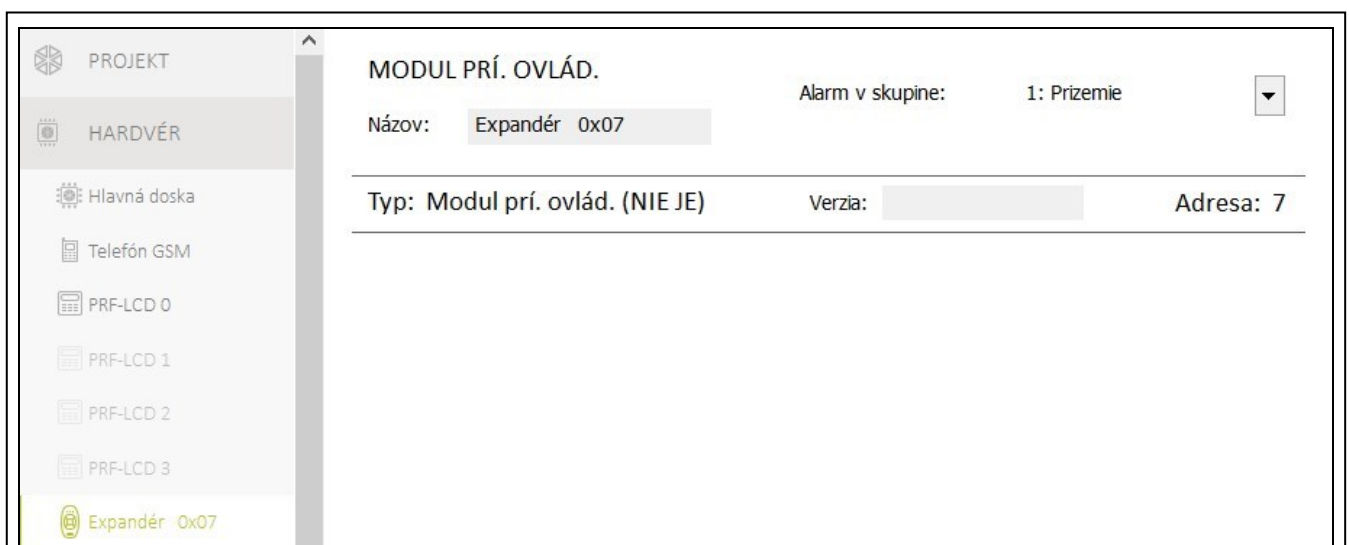 PROJEKT
HARDVÉR
Hlavná doska
Telefón GSM
PRF-LCD 0
PRF-LCD 1
PRF-LCD 2
PRF-LCD 3
Expandér 0x07
MODUL PRÍ. OVLÁD.
Názov: Expandér 0x07
Alarm v skupine: 1: Prizemie
Typ: Modul prí. ovlád. (NIE JE) Verzia: Adresa: 7